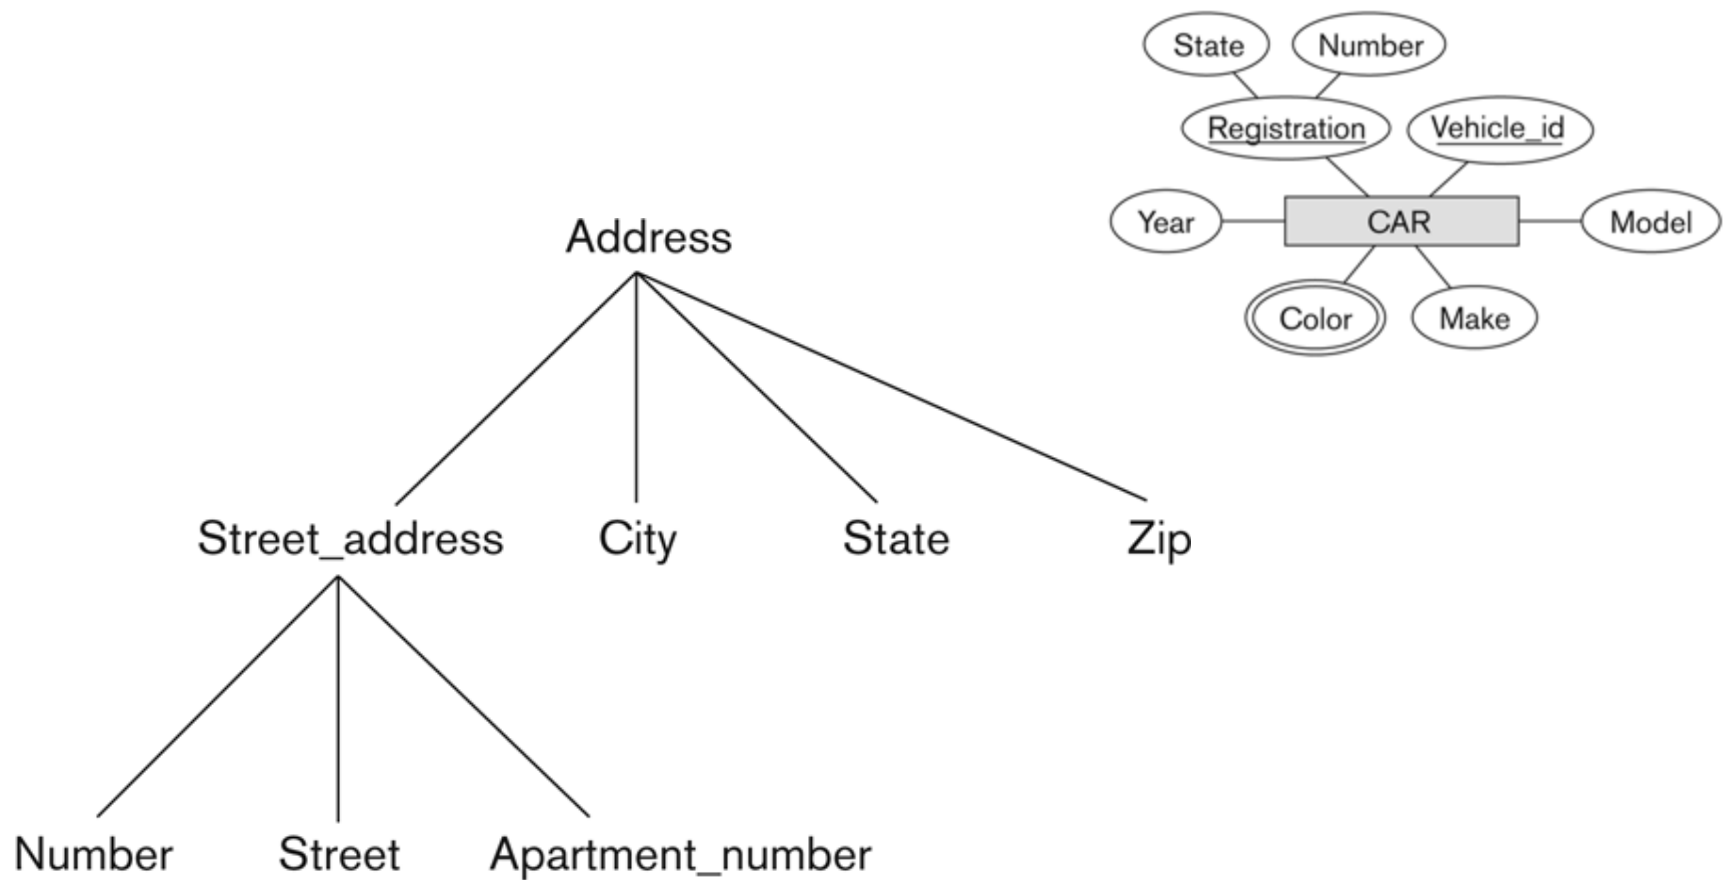 State Number
Registration Vehicle_id
Year CAR Model
Color Make
Address
Street_address City State Zip
Number Street Apartment_number